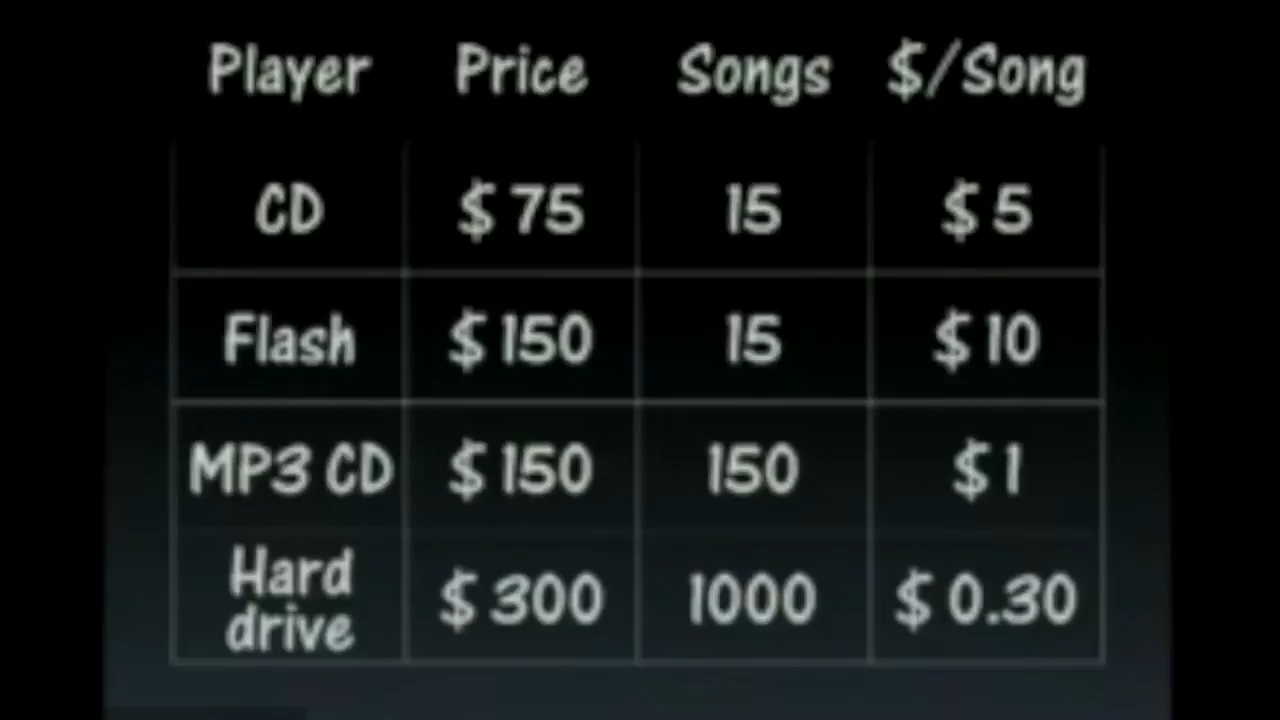 Player Price Songs $/Song
CD $ 75 15 $ 5
Flash $ 150 15 $ 10
MP3 CD $ 150 150 $ 1
Hard drive $ 300 1000 $ 0.30